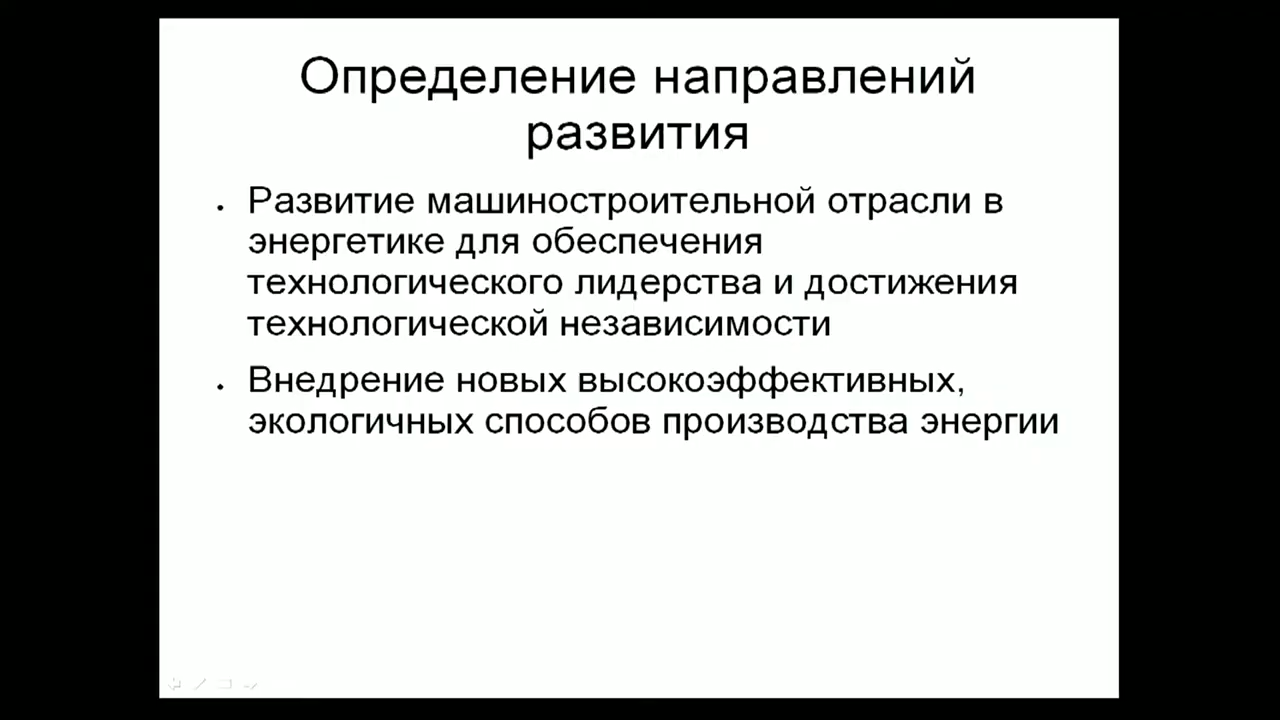 Определение направлений
развития
• Развитие машиностроительной отрасли в
энергетике для обеспечения
технологического лидерства и достижения
технологической независимости
• Внедрение новых высокоэффективных,
экологичных способов производства энергии